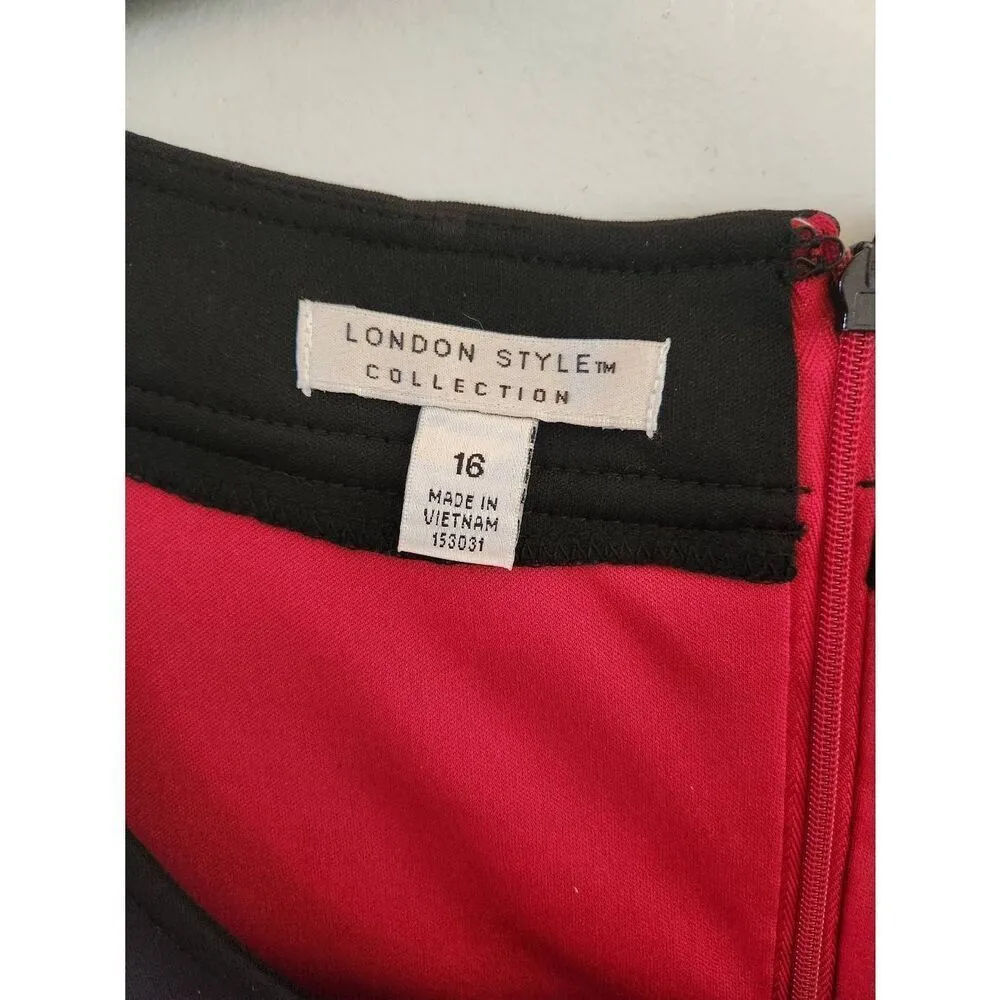 LONDON STYLE™
COLLECTION
16
MADE IN
VIETNAM
153031